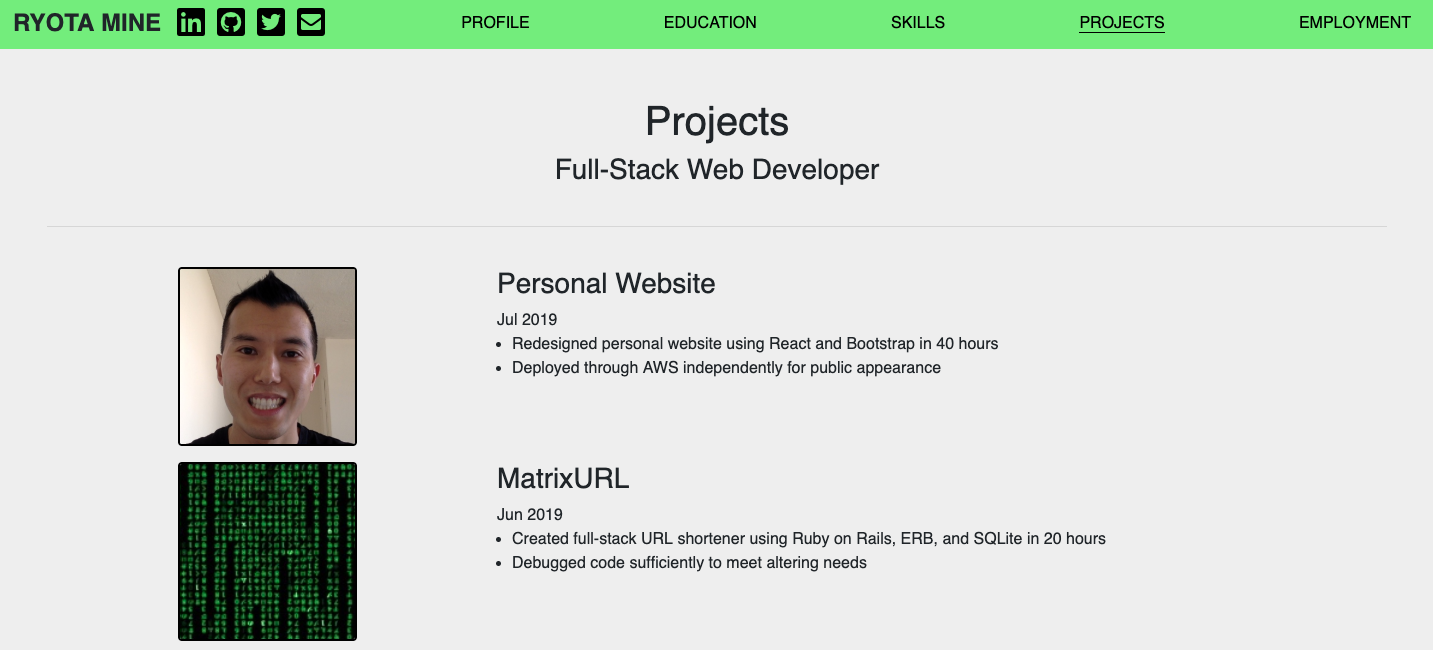 RYOTA MINE
PROFILE
EDUCATION
SKILLS
PROJECTS
EMPLOYMENT
Projects
Full-Stack Web Developer
Personal Website
Jul 2019
• Redesigned personal website using React and Bootstrap in 40 hours
• Deployed through AWS independently for public appearance
MatrixURL
Jun 2019
• Created full-stack URL shortener using Ruby on Rails, ERB, and SQLite in 20 hours
• Debugged code sufficiently to meet altering needs